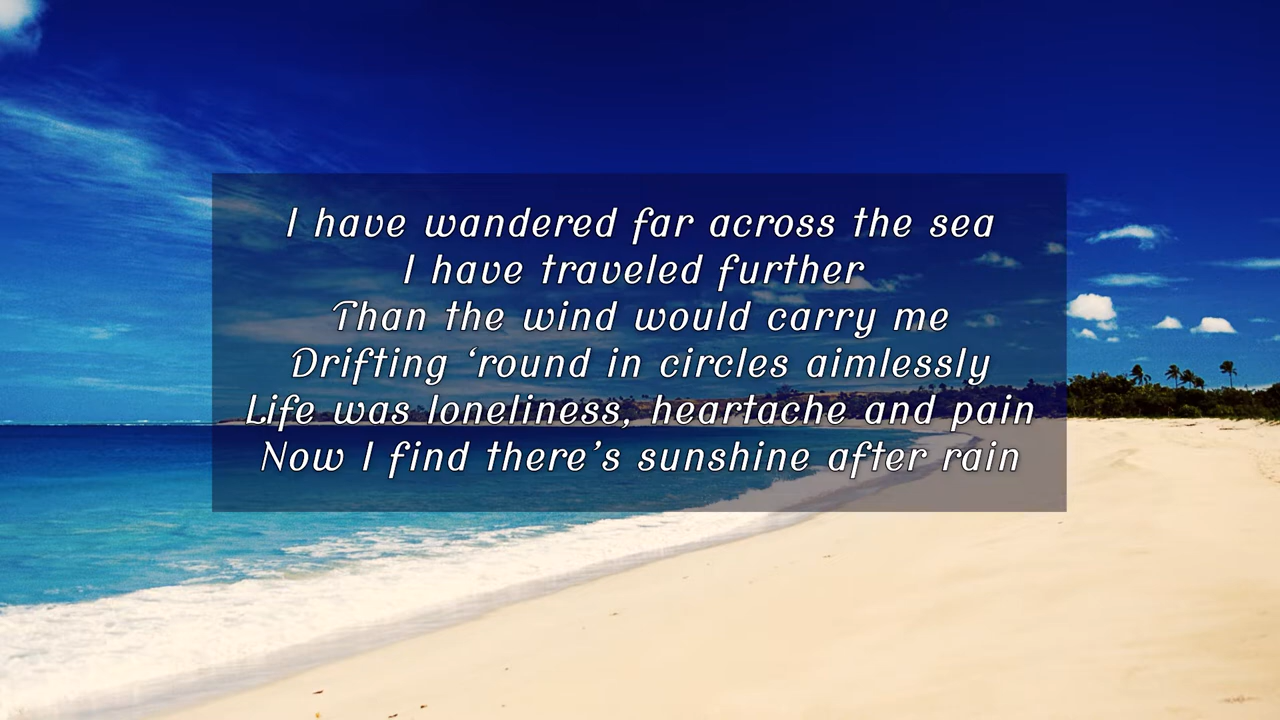 I have wandered far across the sea
I have traveled further
Than the wind would carry me
Drifting ‘round in circles aimlessly
Life was loneliness, heartache and pain
Now I find there’s sunshine after rain